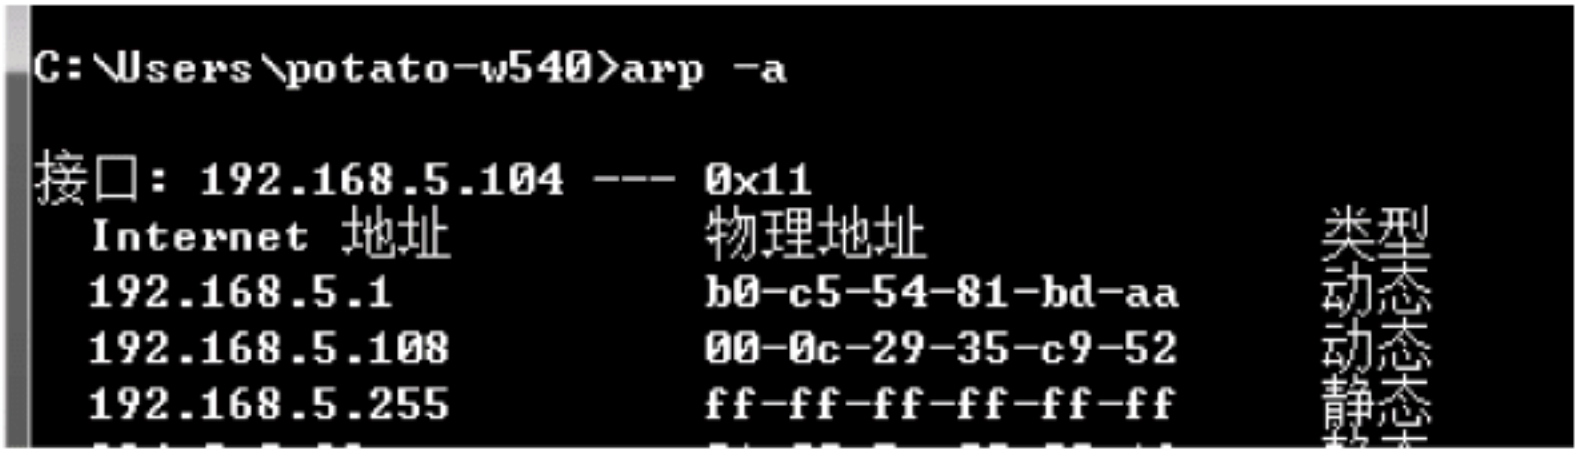 C:\Users\potato-w540>arp -a
接口: 192.168.5.104 --- 0x11
Internet 地址 物理地址 类型
192.168.5.1 b0-c5-54-81-bd-aa 动态
192.168.5.108 00-0c-29-35-c9-52 动态
192.168.5.255 ff-ff-ff-ff-ff-ff 静态